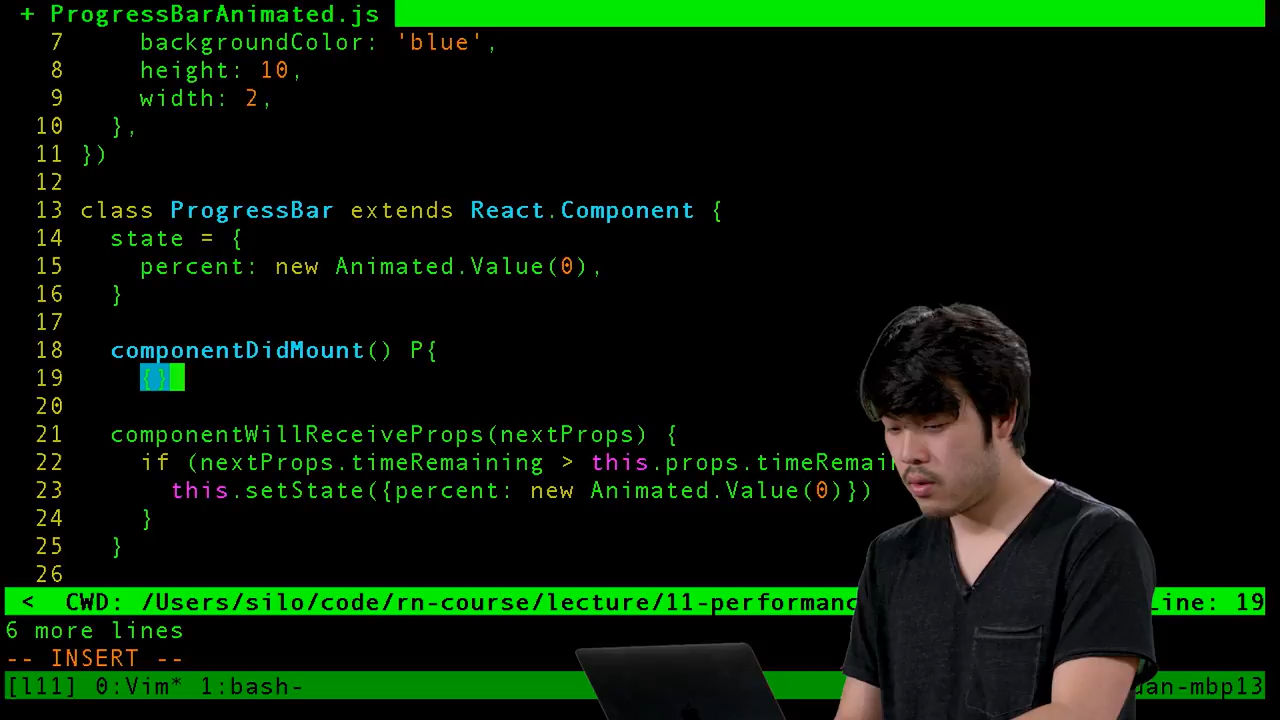 + ProgressBarAnimated.js
7 backgroundColor: 'blue',
8 height: 10,
9 width: 2,
10 },
11 })
12
13 class ProgressBar extends React.Component {
14 state = {
15 percent: new Animated.Value(0),
16 }
17
18 componentDidMount() P{
19 {}
20
21 componentWillReceiveProps(nextProps) {
22 if (nextProps.timeRemaining > this.props.timeRemain
23 this.setState({percent: new Animated.Value(0)})
24 }
25 }
26
< CWD: /Users/silo/code/rn-course/lecture/11-performanc Line: 19
6 more lines
-- INSERT --
[l11] 0:Vim* 1:bash- dan-mbp13